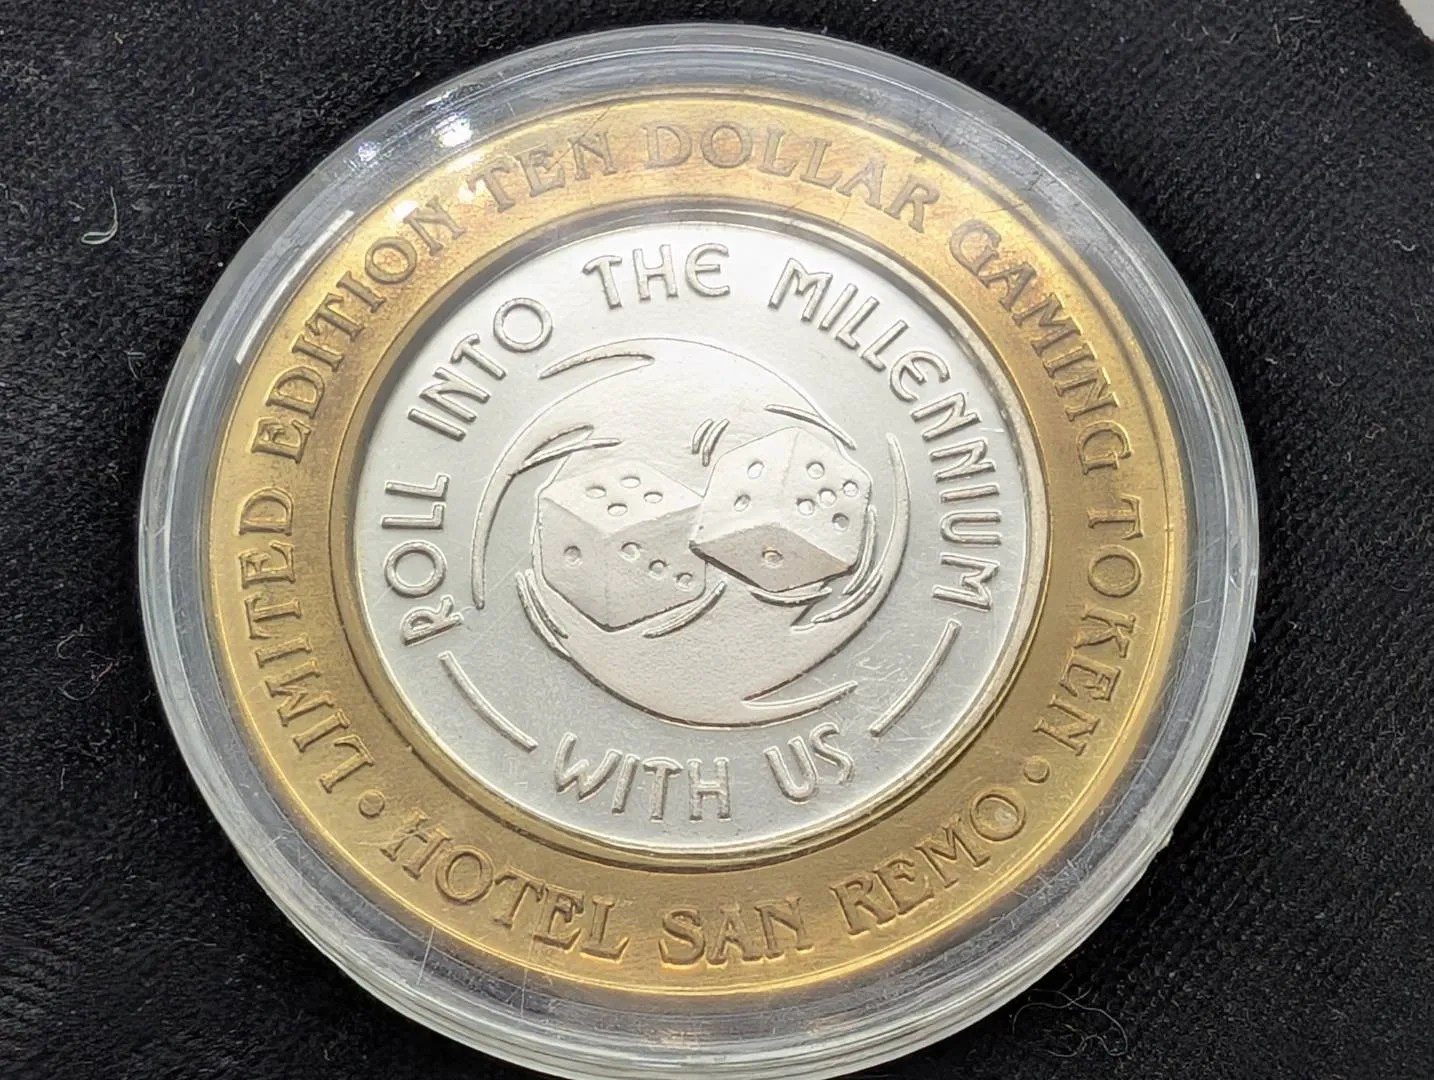 • LIMITED EDITION TEN DOLLAR GAMING TOKEN •
HOTEL SAN REMO
ROLL INTO THE MILLENNIUM
WITH US